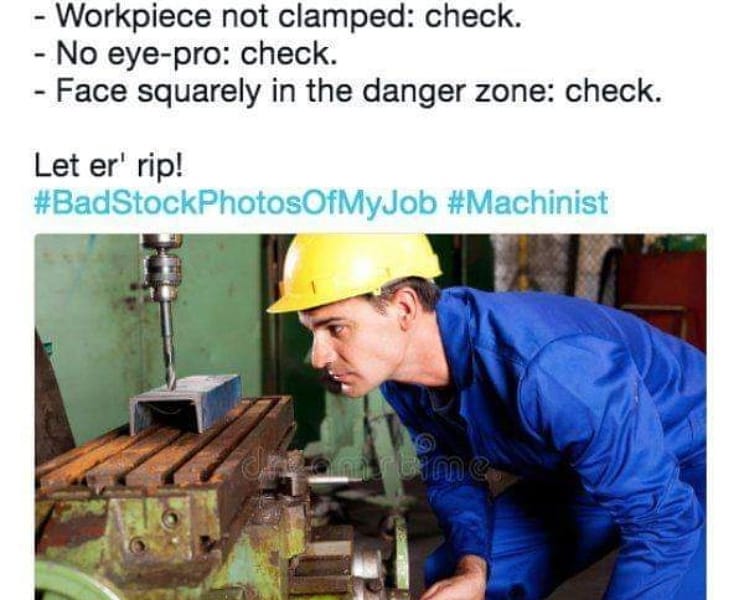 - Workpiece not clamped: check.
- No eye-pro: check.
- Face squarely in the danger zone: check.
Let er' rip!
#BadStockPhotosOfMyJob #Machinist
dreamstime